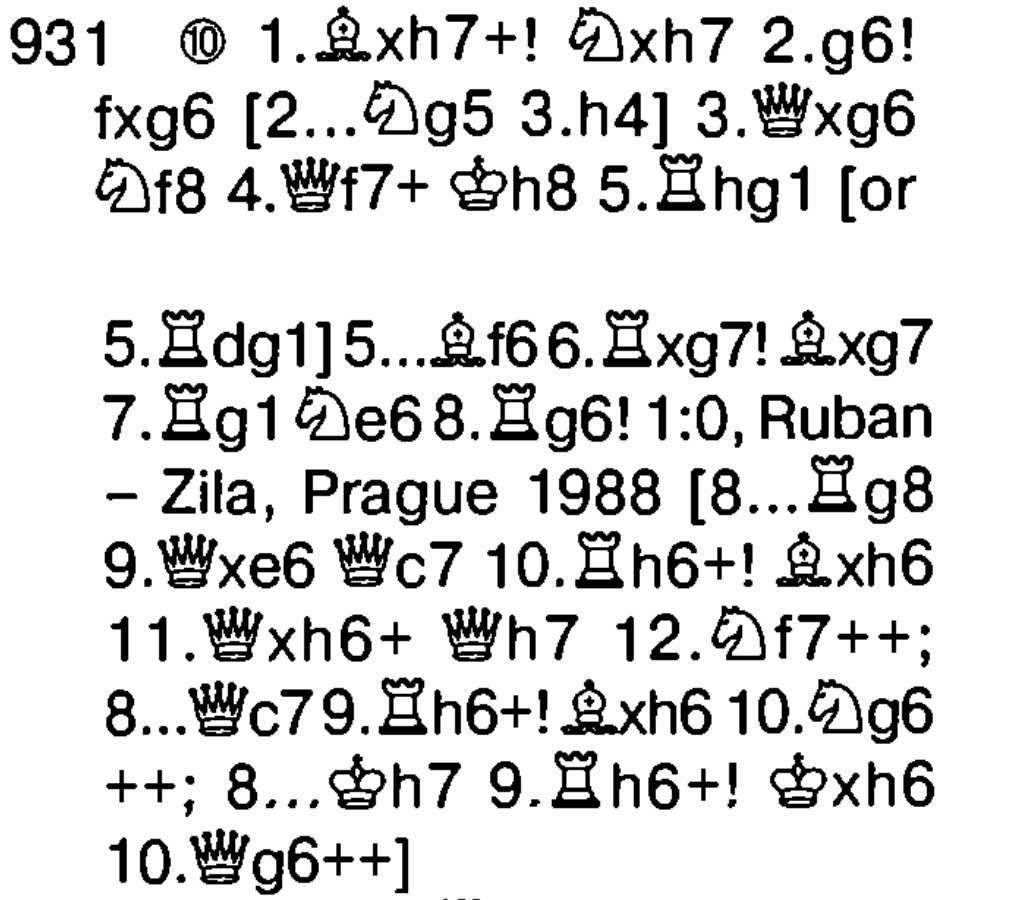 931 ⑩ 1.♗xh7+! ♘xh7 2.g6!
fxg6 [2...♘g5 3.h4] 3.♕xg6
♘f8 4.♕f7+ ♔h8 5.♖hg1 [or
5.♖dg1] 5...♗f6 6.♖xg7! ♗xg7
7.♖g1 ♘e6 8.♖g6! 1:0, Ruban
– Zila, Prague 1988 [8...♖g8
9.♕xe6 ♕c7 10.♖h6+! ♗xh6
11.♕xh6+ ♕h7 12.♘f7++;
8...♕c7 9.♖h6+! ♗xh6 10.♘g6
++; 8...♔h7 9.♖h6+! ♔xh6
10.♕g6++]